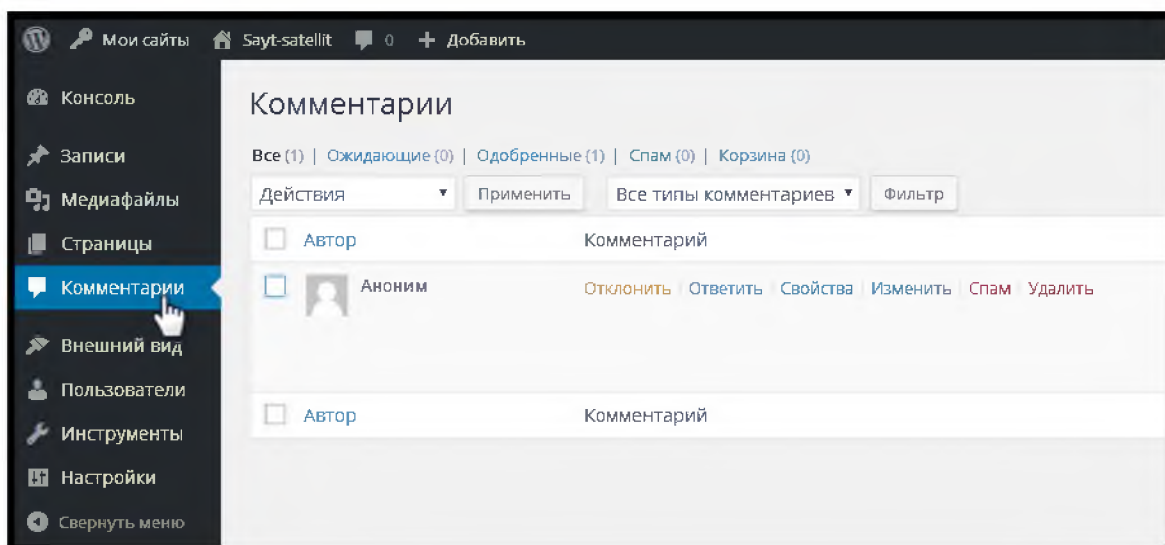 Мои сайты Sayt-satellit 0 + Добавить
Консоль
Записи
Медиафайлы
Страницы
Комментарии
Внешний вид
Пользователи
Инструменты
Настройки
Свернуть меню
Комментарии
Все (1) | Ожидающие (0) | Одобренные (1) | Спам (0) | Корзина (0)
Действия Применить Все типы комментариев Фильтр
Автор Комментарий
Аноним Отклонить | Ответить | Свойства | Изменить | Спам | Удалить
Автор Комментарий